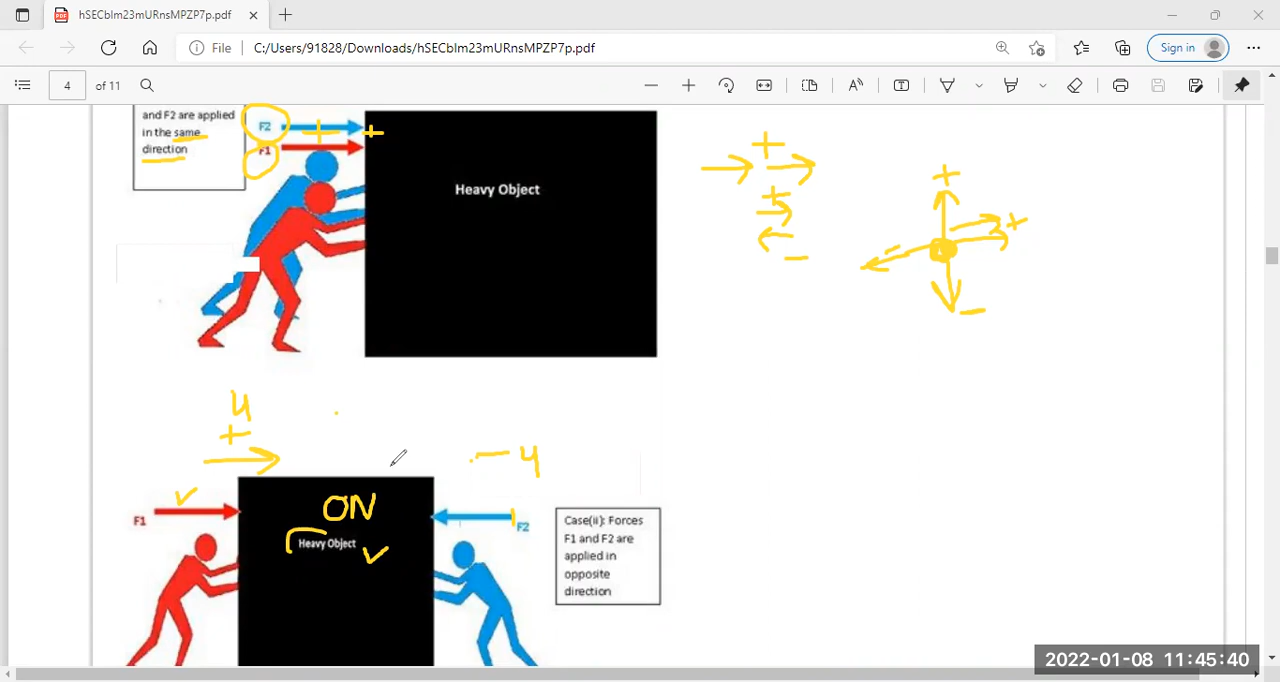 hSECblm23mURnsMPZP7p.pdf
File
C:/Users/91828/Downloads/hSECblm23mURnsMPZP7p.pdf
Sign in
4 of 11
and F2 are applied
in the same
direction
F2
F1
+ +
Heavy Object
+
+
-
+
+
-
-
4
+
- 4
F1
ON
Heavy Object
F2
Case(ii): Forces
F1 and F2 are
applied in
opposite
direction
2022-01-08 11:45:40